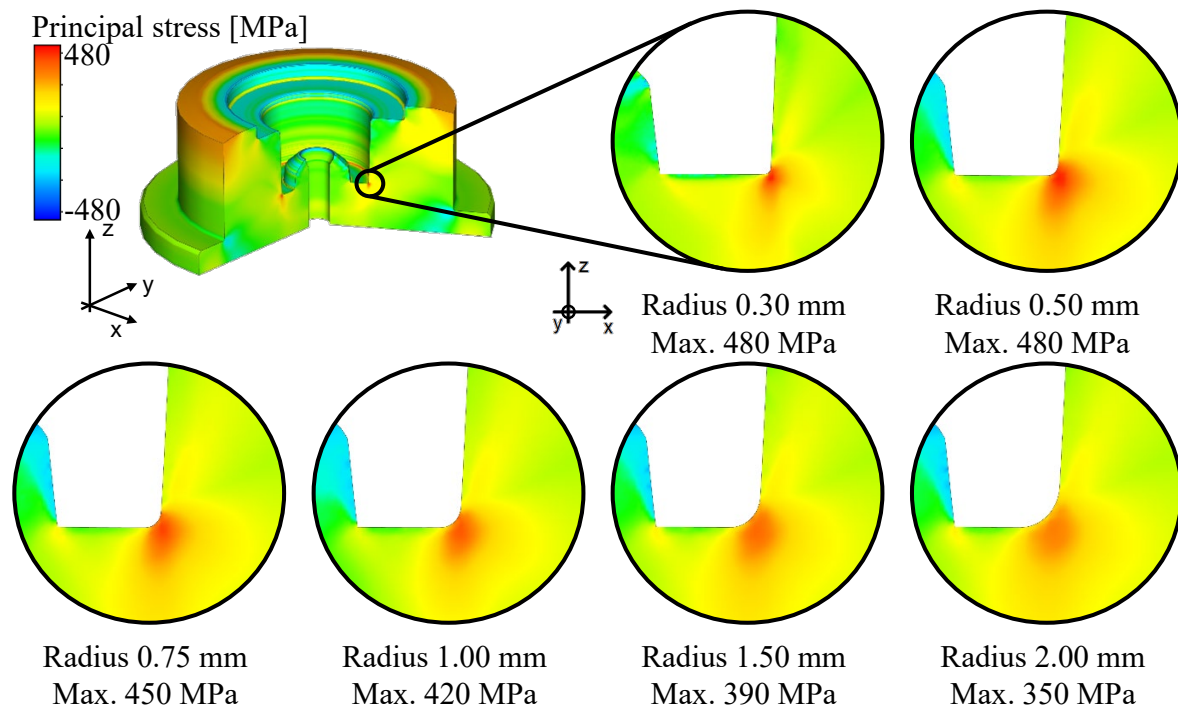 Principal stress [MPa]
480
-480
z
y
x
z
y
x
Radius 0.30 mm
Max. 480 MPa
Radius 0.50 mm
Max. 480 MPa
Radius 0.75 mm
Max. 450 MPa
Radius 1.00 mm
Max. 420 MPa
Radius 1.50 mm
Max. 390 MPa
Radius 2.00 mm
Max. 350 MPa